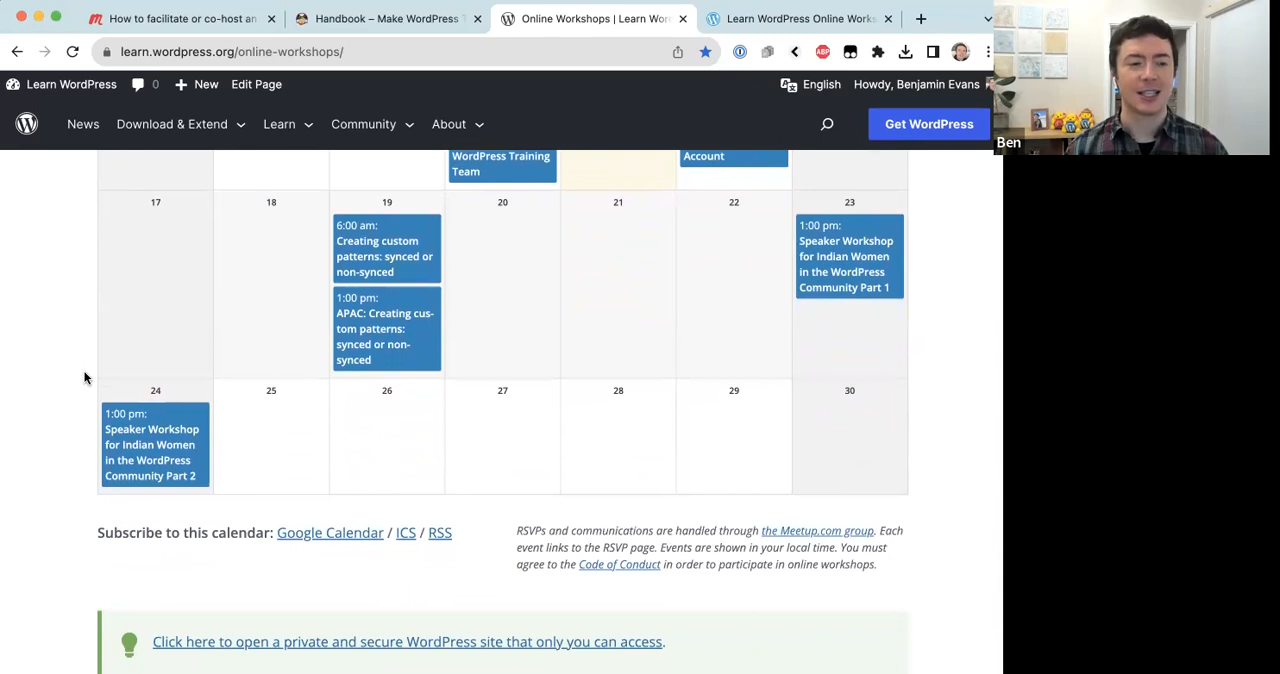 How to facilitate or co-host an
Handbook – Make WordPress T
Online Workshops | Learn Wor
Learn WordPress Online Works
learn.wordpress.org/online-workshops/
ABP
Learn WordPress
0
New
Edit Page
English
Howdy, Benjamin Evans
News
Download & Extend
Learn
Community
About
Get WordPress
Ben
WordPress Training
Team
Account
17
18
19
20
21
22
23
6:00 am:
Creating custom
patterns: synced or
non-synced
1:00 pm:
APAC: Creating cus-
tom patterns:
synced or non-
synced
1:00 pm:
Speaker Workshop
for Indian Women
in the WordPress
Community Part 1
24
25
26
27
28
29
30
1:00 pm:
Speaker Workshop
for Indian Women
in the WordPress
Community Part 2
Subscribe to this calendar: Google Calendar / ICS / RSS
RSVPs and communications are handled through the Meetup.com group. Each
event links to the RSVP page. Events are shown in your local time. You must
agree to the Code of Conduct in order to participate in online workshops.
Click here to open a private and secure WordPress site that only you can access.